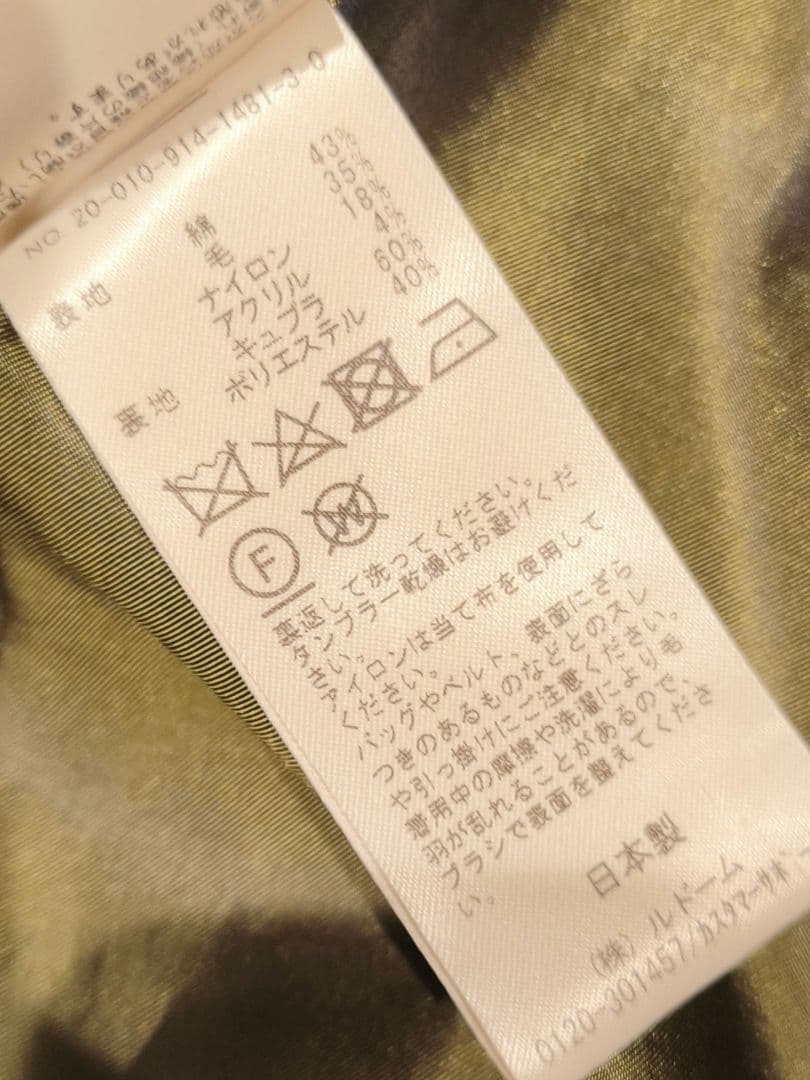 NO 20-010-914-1481-3-0
表地 綿 43%
毛 35%
ナイロン 18%
アクリル 4%
裏地 キュプラ 60%
ポリエステル 40%
F
W
裏返して洗ってください。
タンブラー乾燥はお避けくだ
さい。
アイロンは当て布を使用して
ください。
バッグやベルト、表面にざら
つきのあるものなどとのスレ
や引っ掛けにご注意ください。
着用中の摩擦や洗濯により毛
羽が乱れることがあるので、
ブラシで表面を整えてくださ
い。
日本製
(株) ルドーム
0120-301457/カスタマーサポー